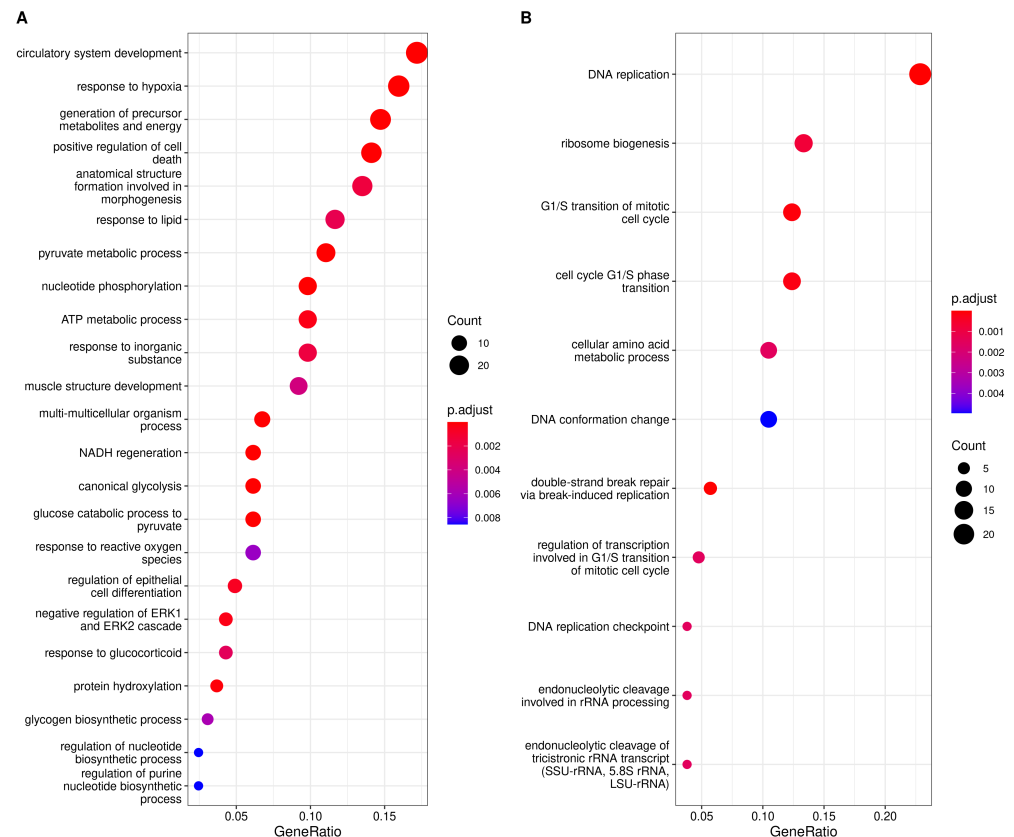 A
circulatory system development
response to hypoxia
generation of precursor
metabolites and energy
positive regulation of cell
death
anatomical structure
formation involved in
morphogenesis
response to lipid
pyruvate metabolic process
nucleotide phosphorylation
ATP metabolic process
response to inorganic
substance
muscle structure development
multi-multicellular organism
process
NADH regeneration
canonical glycolysis
glucose catabolic process to
pyruvate
response to reactive oxygen
species
regulation of epithelial
cell differentiation
negative regulation of ERK1
and ERK2 cascade
response to glucocorticoid
protein hydroxylation
glycogen biosynthetic process
regulation of nucleotide
biosynthetic process
regulation of purine
nucleotide biosynthetic
process
0.05 0.10 0.15
GeneRatio
Count
10
20
p.adjust
0.002
0.004
0.006
0.008
B
DNA replication
ribosome biogenesis
G1/S transition of mitotic
cell cycle
cell cycle G1/S phase
transition
cellular amino acid
metabolic process
DNA conformation change
double-strand break repair
via break-induced replication
regulation of transcription
involved in G1/S transition
of mitotic cell cycle
DNA replication checkpoint
endonucleolytic cleavage
involved in rRNA processing
endonucleolytic cleavage of
tricistronic rRNA transcript
(SSU-rRNA, 5.8S rRNA,
LSU-rRNA)
0.05 0.10 0.15 0.20
GeneRatio
p.adjust
0.001
0.002
0.003
0.004
Count
5
10
15
20